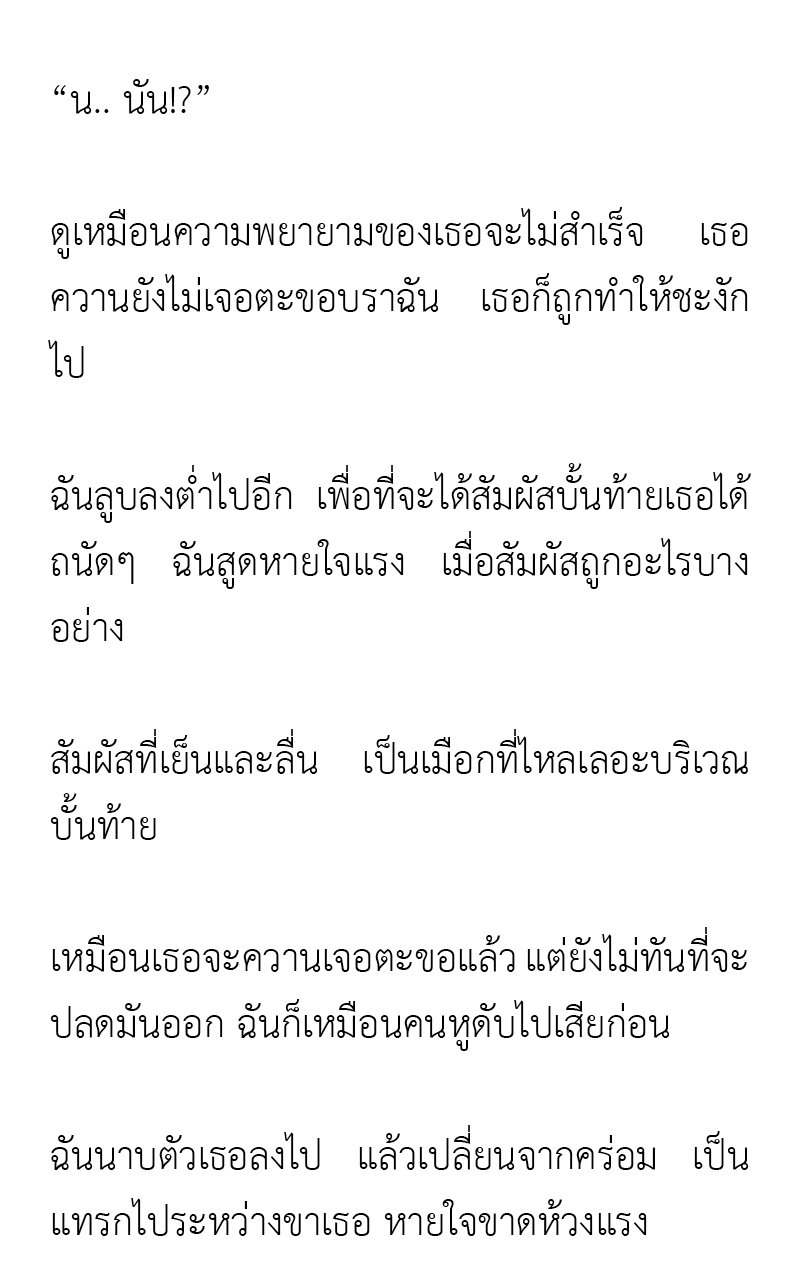 “น.. นัน!?”
ดูเหมือนความพยายามของเธอจะไม่สำเร็จ เธอ
ควานยังไม่เจอตะขอบราฉัน เธอก็ถูกทำให้ชะงัก
ไป
ฉันลูบลงต่ำไปอีก เพื่อที่จะได้สัมผัสบั้นท้ายเธอได้
ถนัดๆ ฉันสูดหายใจแรง เมื่อสัมผัสถูกอะไรบาง
อย่าง
สัมผัสที่เย็นและลื่น เป็นเมือกที่ไหลเลอะบริเวณ
บั้นท้าย
เหมือนเธอจะควานเจอตะขอแล้ว แต่ยังไม่ทันที่จะ
ปลดมันออก ฉันก็เหมือนคนหูดับไปเสียก่อน
ฉันนาบตัวเธอลงไป แล้วเปลี่ยนจากคร่อม เป็น
แทรกไประหว่างขาเธอ หายใจขาดห้วงแรง